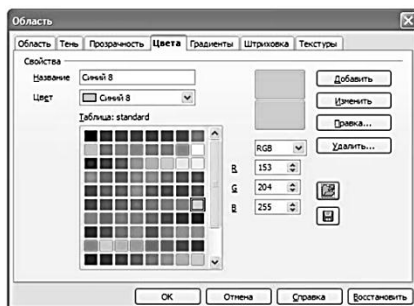 Область
Область Тень Прозрачность Цвета Градиенты Штриховка Текстуры
Свойства
Название Синий 8 Добавить
Цвет Синий 8 Изменить
Таблица: standard Правка...
RGB Удалить...
R 153
G 204
B 255
OK Отмена Справка Восстановить